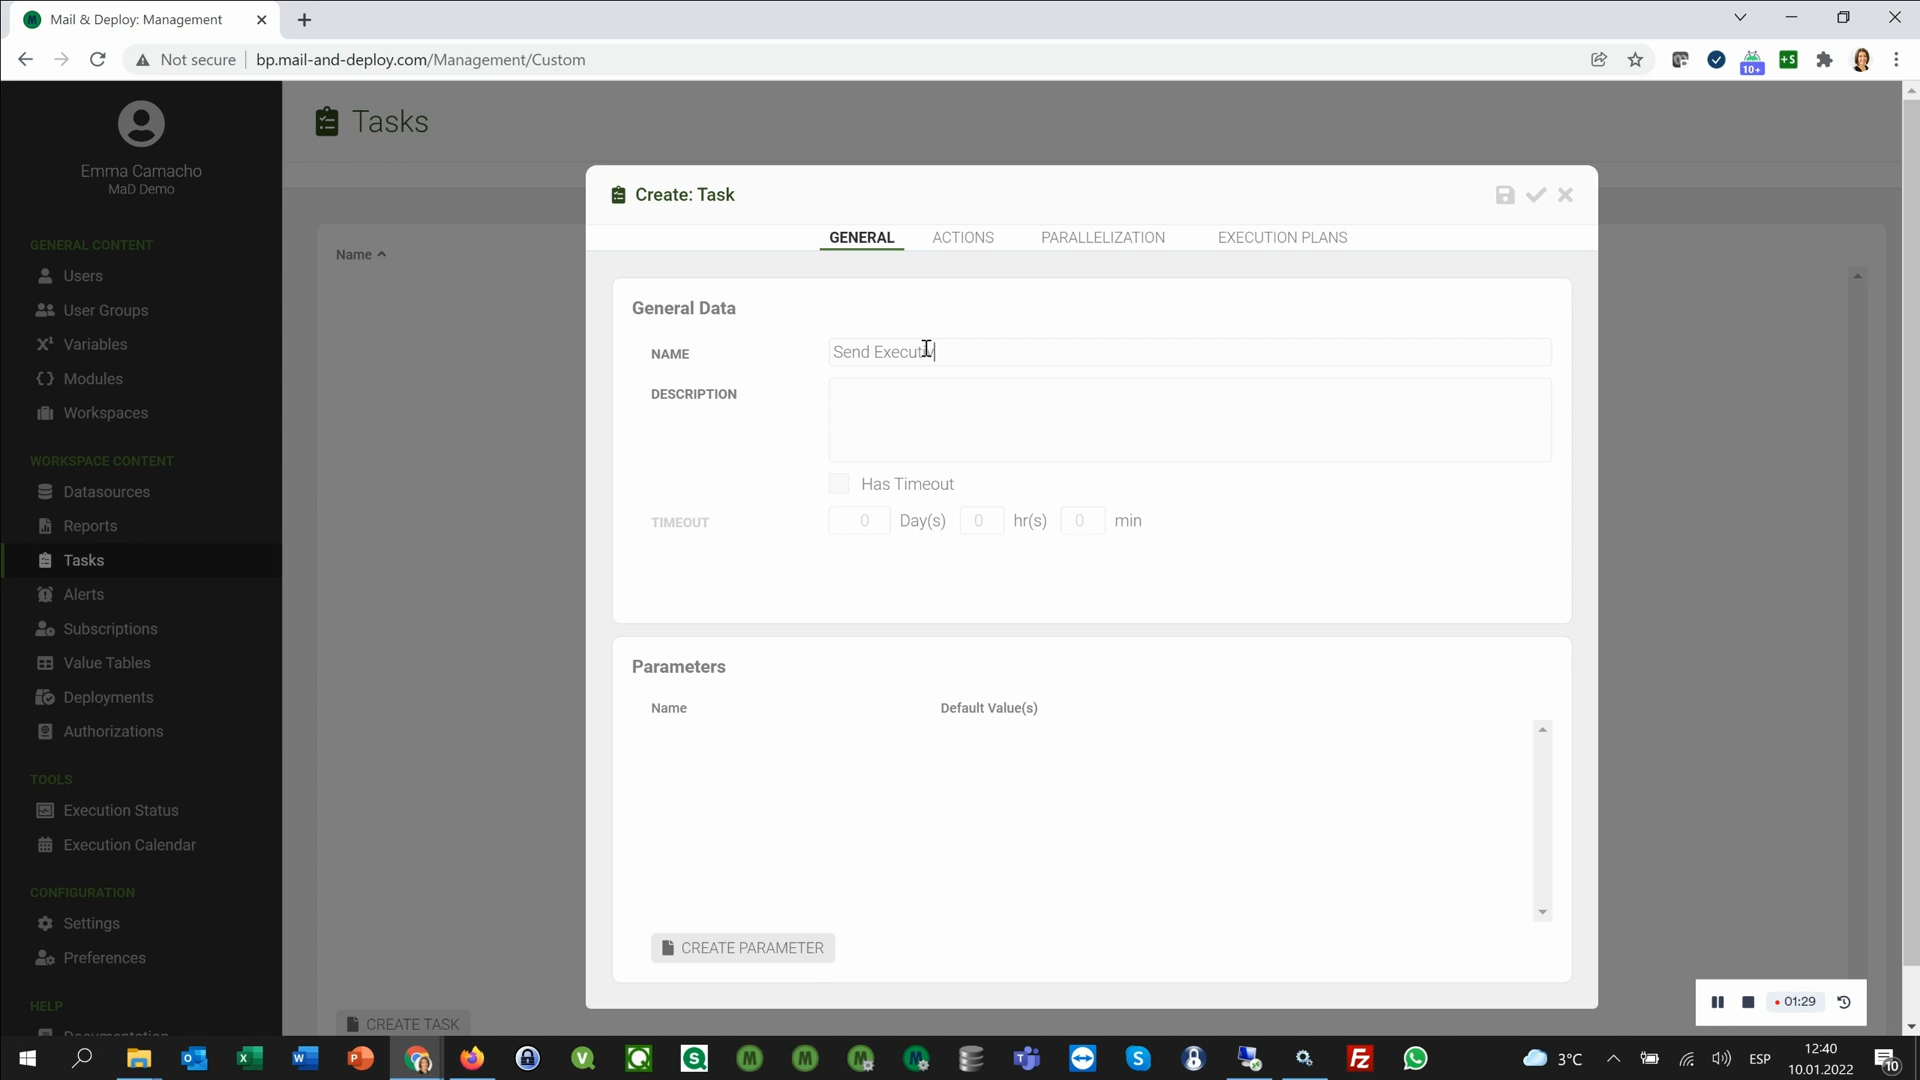 Mail & Deploy: Management
Not secure
bp.mail-and-deploy.com/Management/Custom
10+
+S
Emma Camacho
MaD Demo
GENERAL CONTENT
Users
User Groups
Variables
Modules
Workspaces
WORKSPACE CONTENT
Datasources
Reports
Tasks
Alerts
Subscriptions
Value Tables
Deployments
Authorizations
TOOLS
Execution Status
Execution Calendar
CONFIGURATION
Settings
Preferences
HELP
Documentation
Tasks
Name
CREATE TASK
Create: Task
GENERAL ACTIONS PARALLELIZATION EXECUTION PLANS
General Data
NAME Send Executiv
DESCRIPTION
Has Timeout
TIMEOUT 0 Day(s) 0 hr(s) 0 min
Parameters
Name Default Value(s)
CREATE PARAMETER
01:29
3°C
ESP
12:40
10.01.2022
10